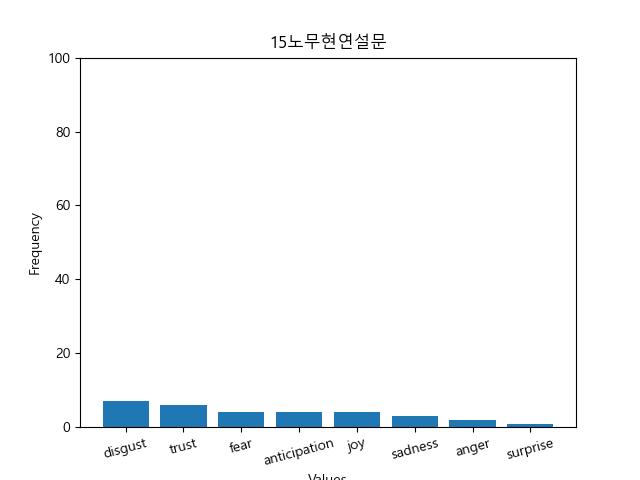 15노무현연설문
100
80
60
40
20
0
Frequency
disgust trust fear anticipation joy sadness anger surprise
Values